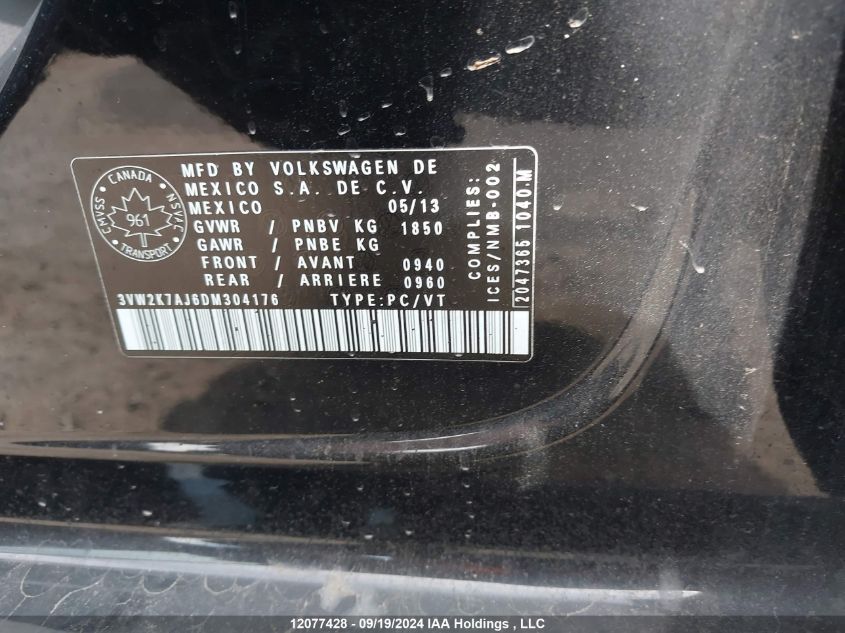 MFD BY VOLKSWAGEN DE
MEXICO S.A. DE C.V.
MEXICO 05/13
GVWR / PNBV KG 1850
GAWR / PNBE KG
FRONT / AVANT 0940
REAR / ARRIERE 0960
3VW2K7AJ6DM304176 TYPE:PC/VT
CANADA
CMVSS
NSVAC
961
TRANSPORT
COMPLIES:
ICES/NMB-002
2047365 1040.M
12077428 - 09/19/2024 IAA Holdings , LLC